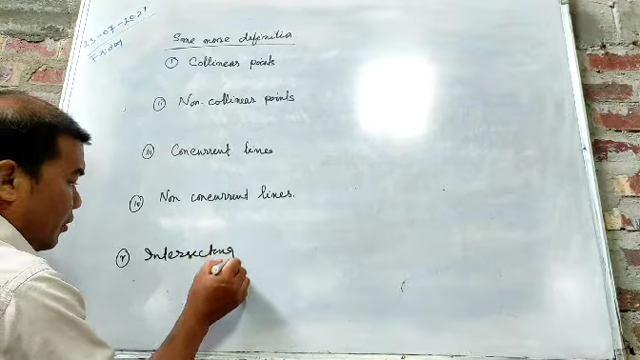 23-07-2021
Friday
Some more definitio
(i) Collinear points
(ii) Non-collinear points
(iii) Concurrent lines
(iv) Non concurrent lines.
(v) Intersecting